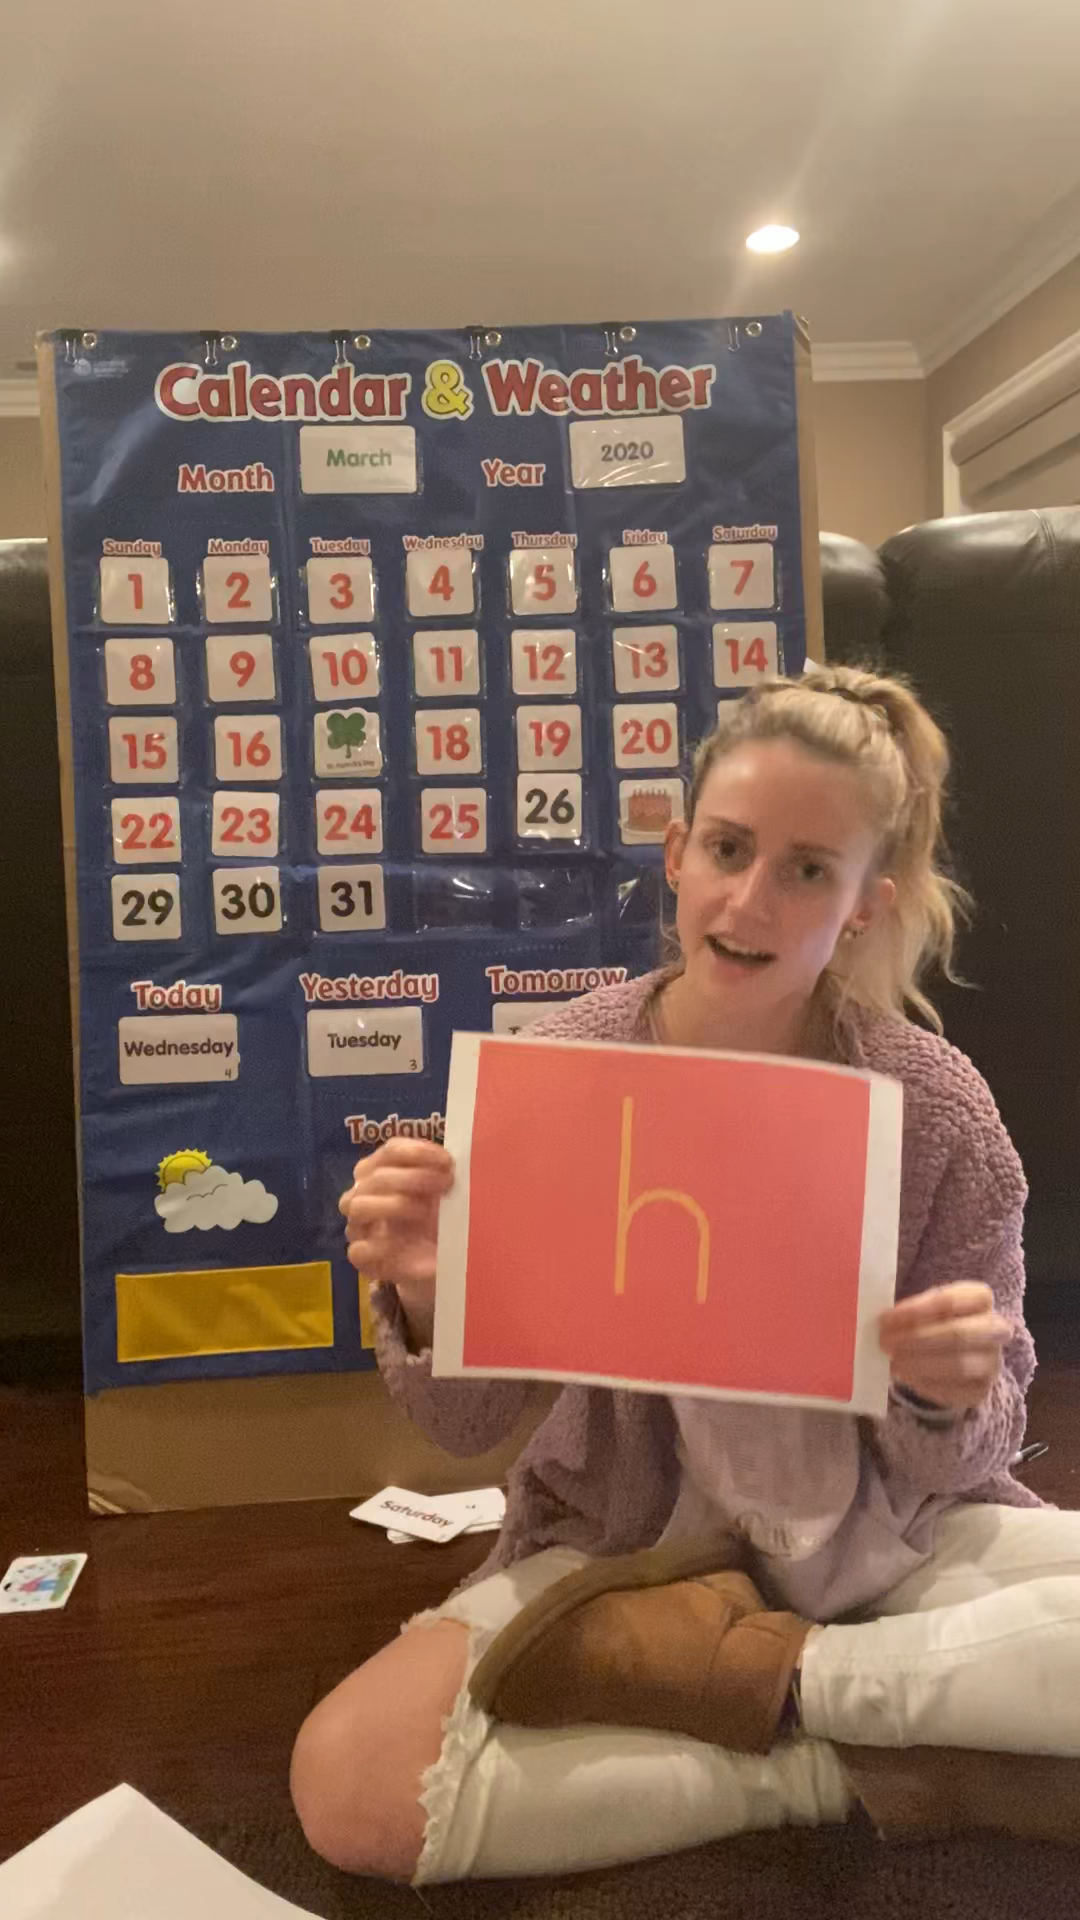 Calendar & Weather
Month March Year 2020
Sunday Monday Tuesday Wednesday Thursday Friday Saturday
1 2 3 4 5 6 7
8 9 10 11 12 13 14
15 16 18 19 20
22 23 24 25 26
29 30 31
Today Yesterday Tomorrow
Wednesday 4 Tuesday 3
Today's
h
Saturday